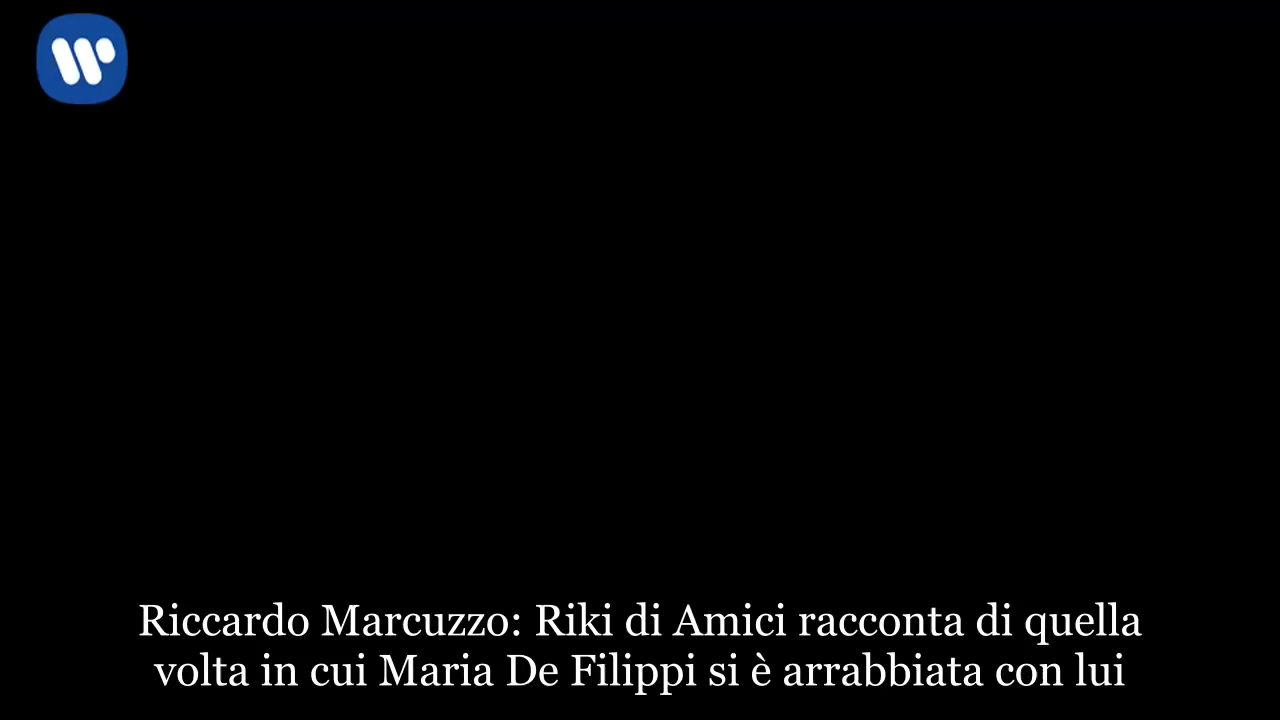 Riccardo Marcuzzo: Riki di Amici racconta di quella
volta in cui Maria De Filippi si è arrabbiata con lui